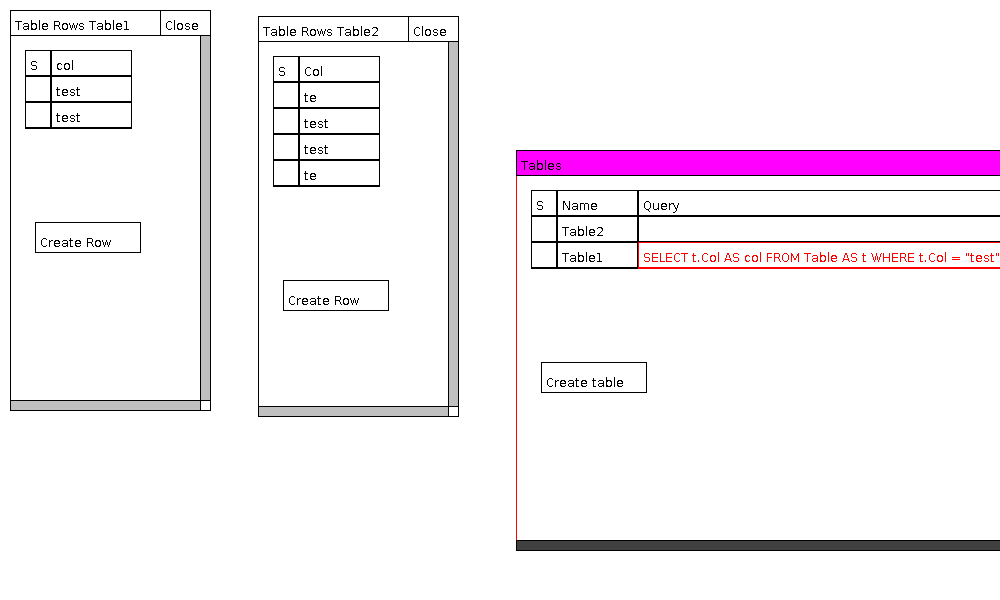 Table Rows Table1 Close
S col
test
test
Create Row
Table Rows Table2 Close
S Col
te
test
test
te
Create Row
Tables
S Name Query
Table2
Table1 SELECT t.Col AS col FROM Table AS t WHERE t.Col = "test"
Create table